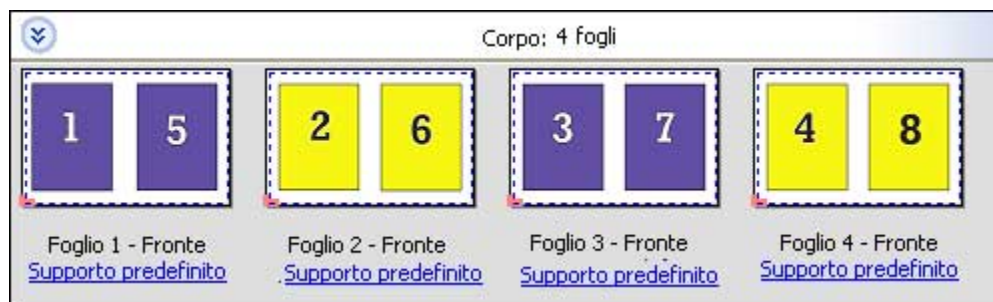 Corpo: 4 fogli
1 5 2 6 3 7 4 8
Foglio 1 - Fronte Foglio 2 - Fronte Foglio 3 - Fronte Foglio 4 - Fronte
Supporto predefinito Supporto predefinito Supporto predefinito Supporto predefinito